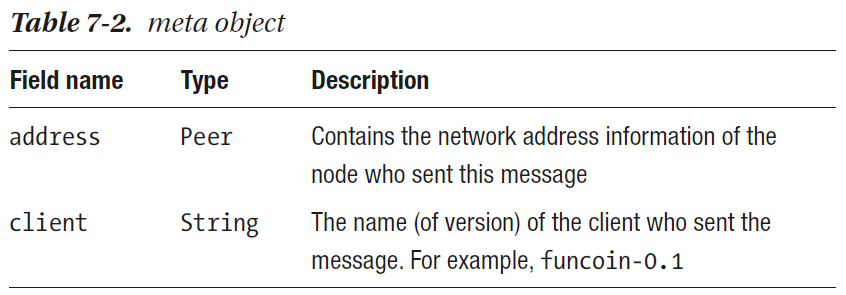 Table 7-2. meta object
Field name Type Description
address Peer Contains the network address information of the
node who sent this message
client String The name (of version) of the client who sent the
message. For example, funcoin-0.1